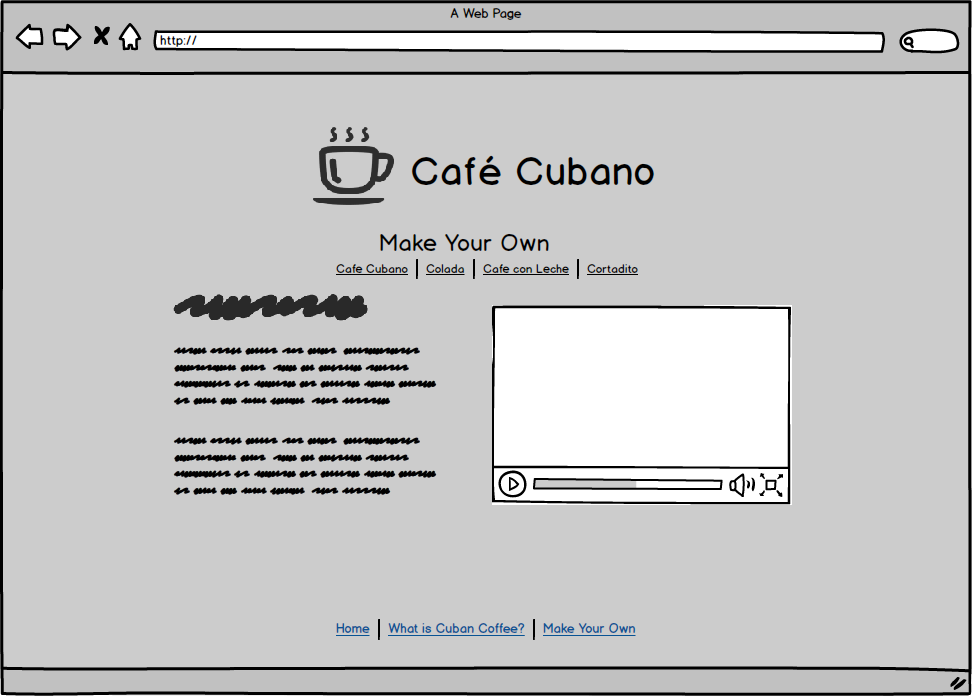 A Web Page
http://
Café Cubano
Make Your Own
Cafe Cubano | Colada | Cafe con Leche | Cortadito
Home | What is Cuban Coffee? | Make Your Own